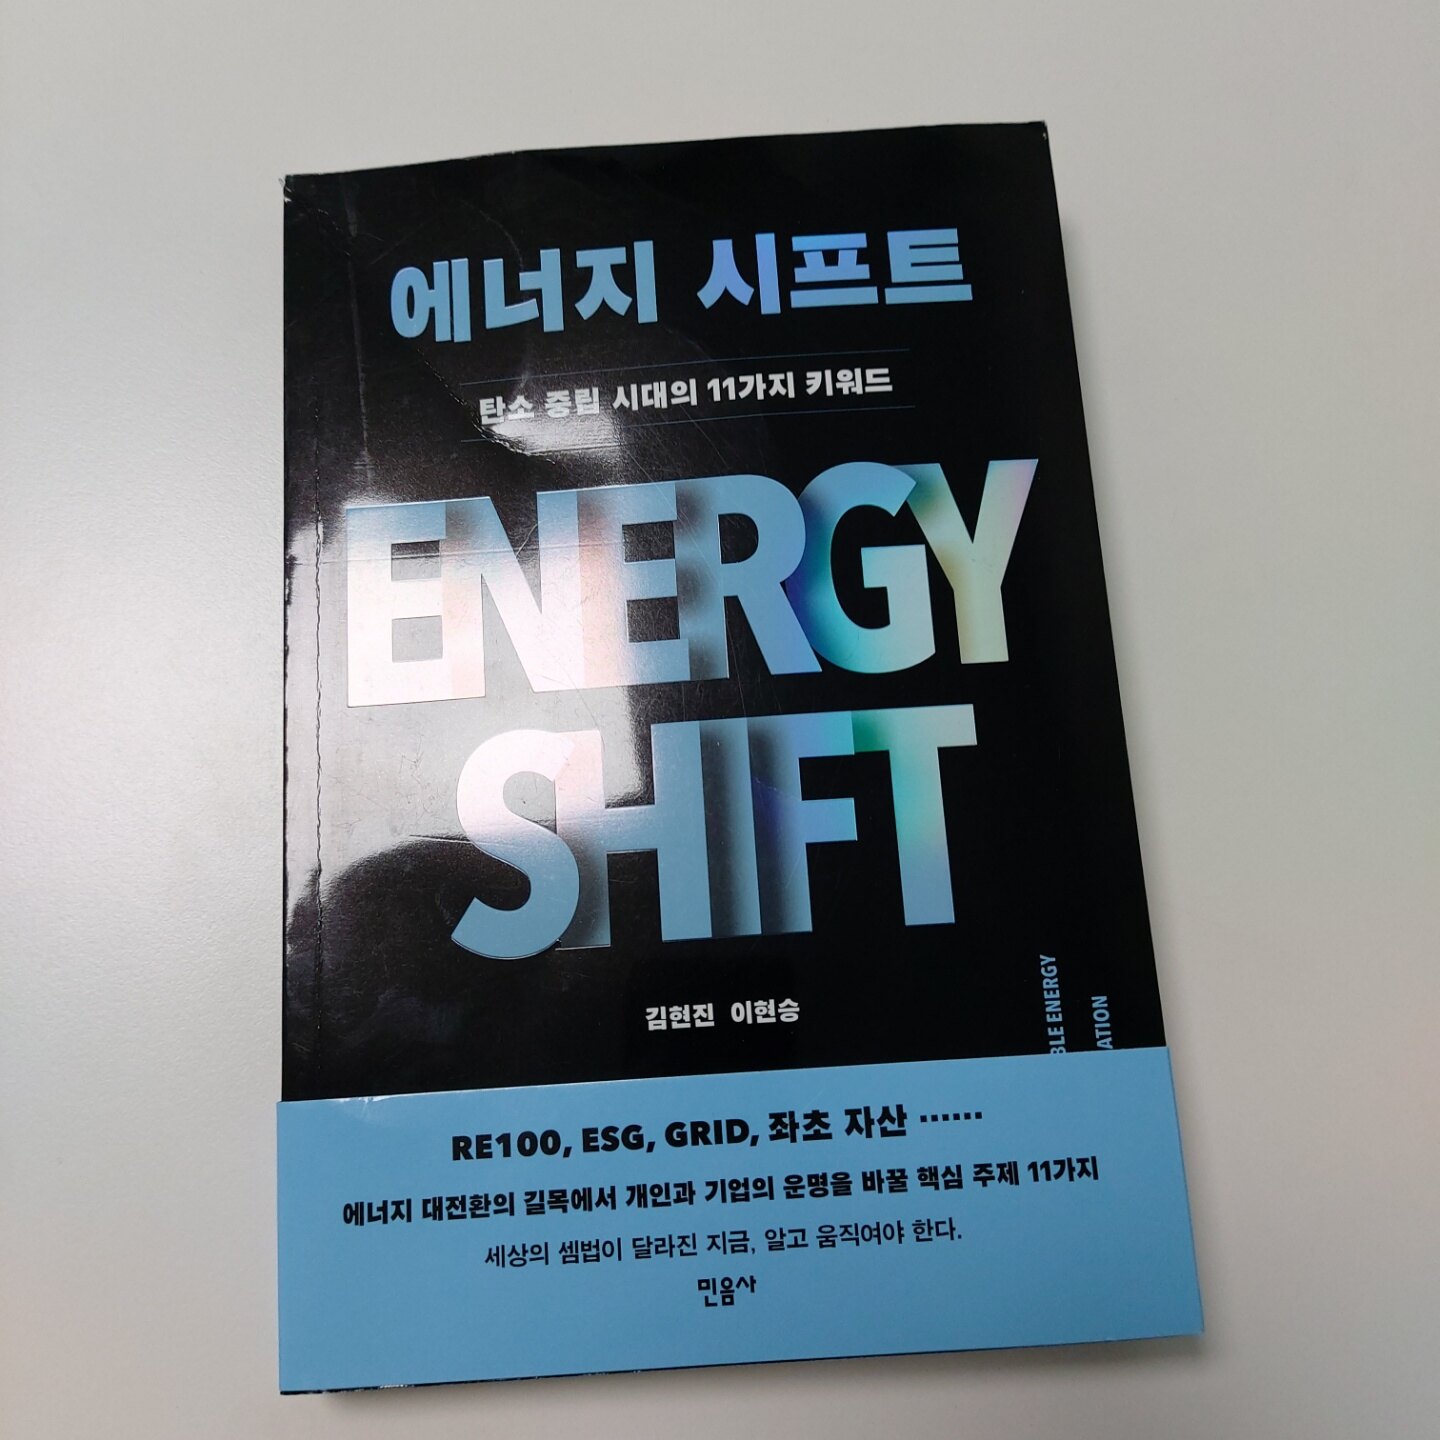 에너지 시프트
탄소 중립 시대의 11가지 키워드
ENERGY
SHIFT
김현진 이현승
ENERGY
RE100, ESG, GRID, 좌초 자산 ······
에너지 대전환의 길목에서 개인과 기업의 운명을 바꿀 핵심 주제 11가지
세상의 셈법이 달라진 지금, 알고 움직여야 한다.
민음사